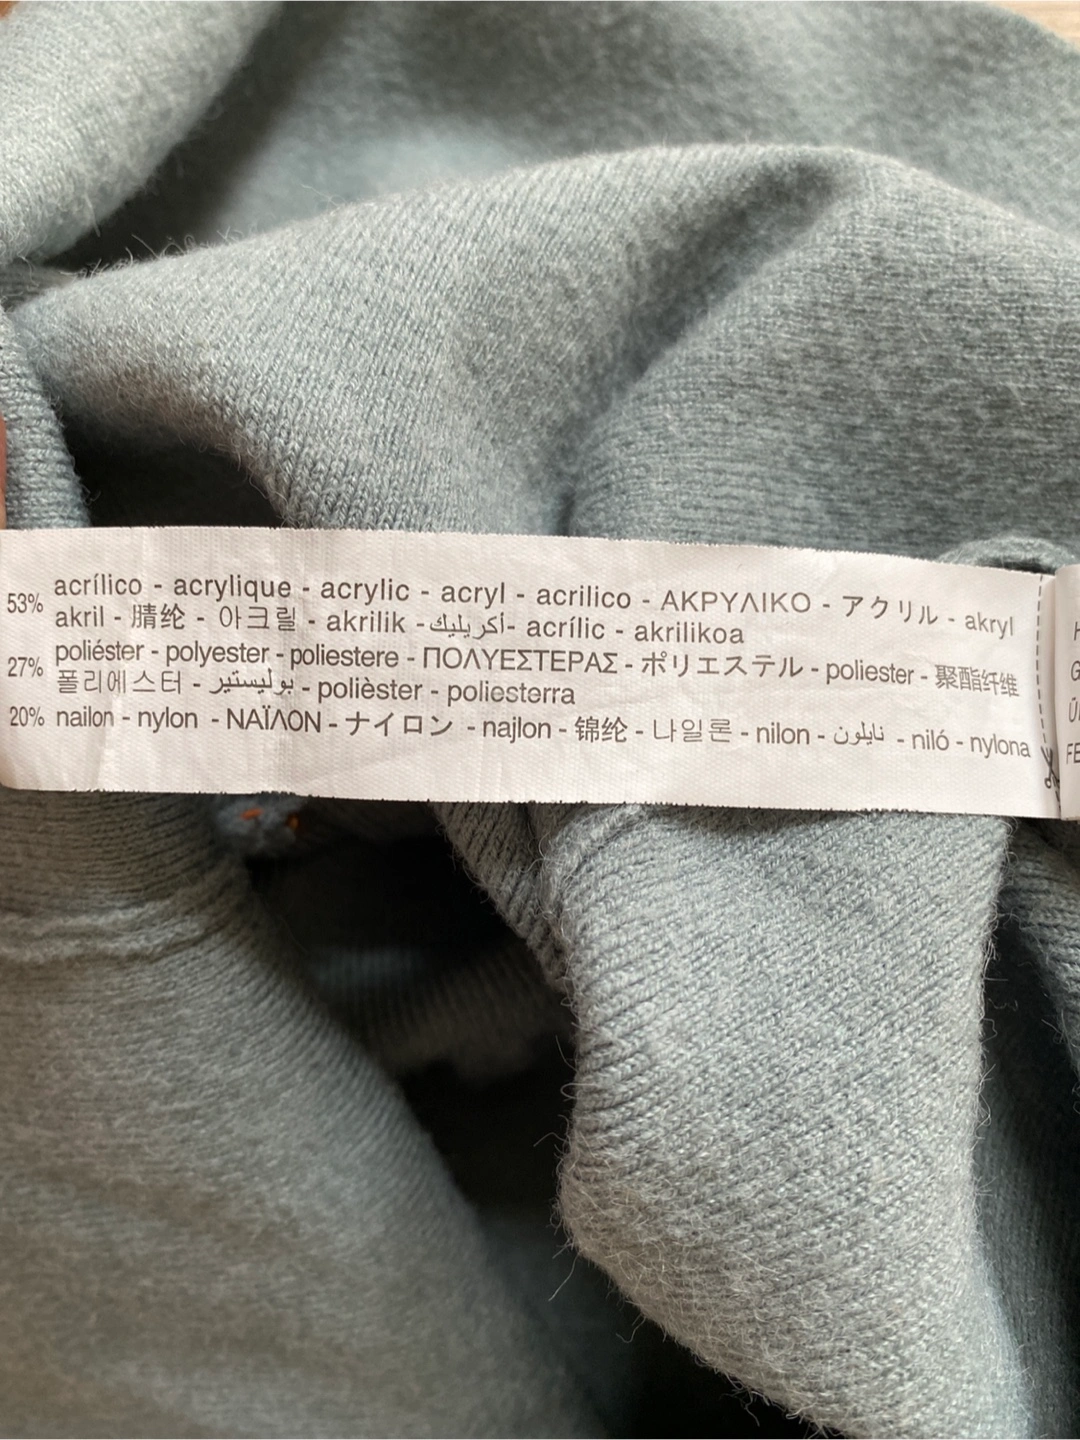 53% acrílico - acrylique - acrylic - acryl - acrilico - ΑΚΡΥΛΙΚΟ - アクリル - akryl
akril - 腈纶 - 아크릴 - akrilik - أكريليك - acrílic - akrilikoa
27% poliéster - polyester - poliestere - ΠΟΛΥΕΣΤΕΡΑΣ - ポリエステル - poliester - 聚酯纤维
폴리에스터 - بوليستير - polièster - poliesterra
20% nailon - nylon - ΝΑΪΛΟΝ - ナイロン - najlon - 锦纶 - 나일론 - nilon - نايلون - niló - nylona